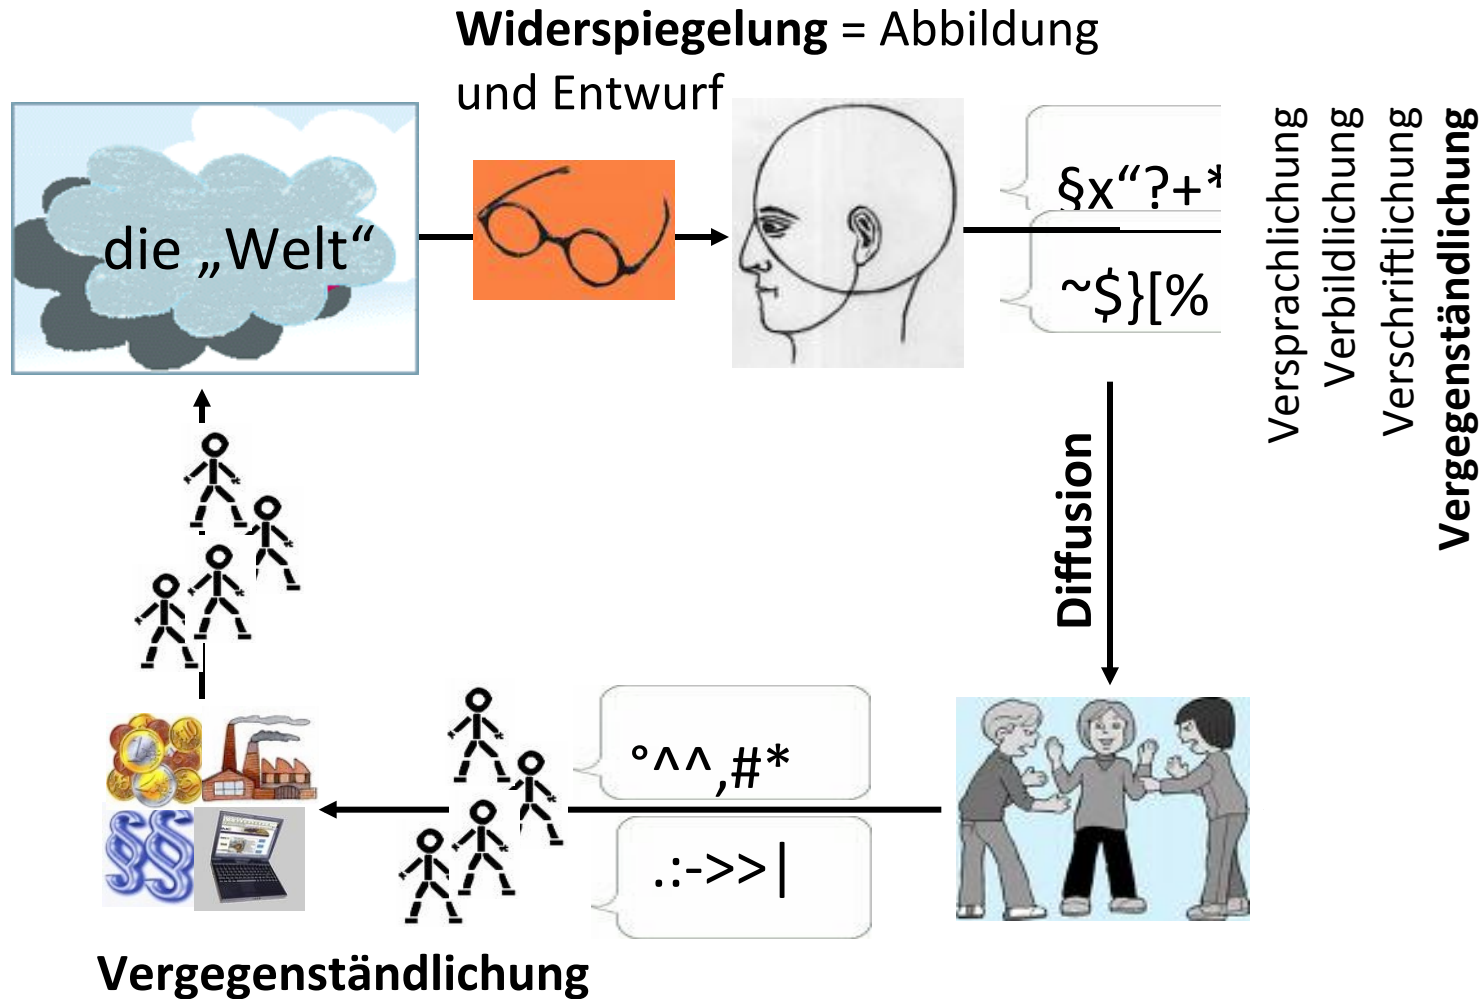 Widerspiegelung = Abbildung
und Entwurf
die „Welt“
§x“?+*
~$}[%
Versprachlichung
Verbildlichung
Verschriftlichung
Vergegenständlichung
Diffusion
°^^,#*
.:->>|
§§
Vergegenständlichung